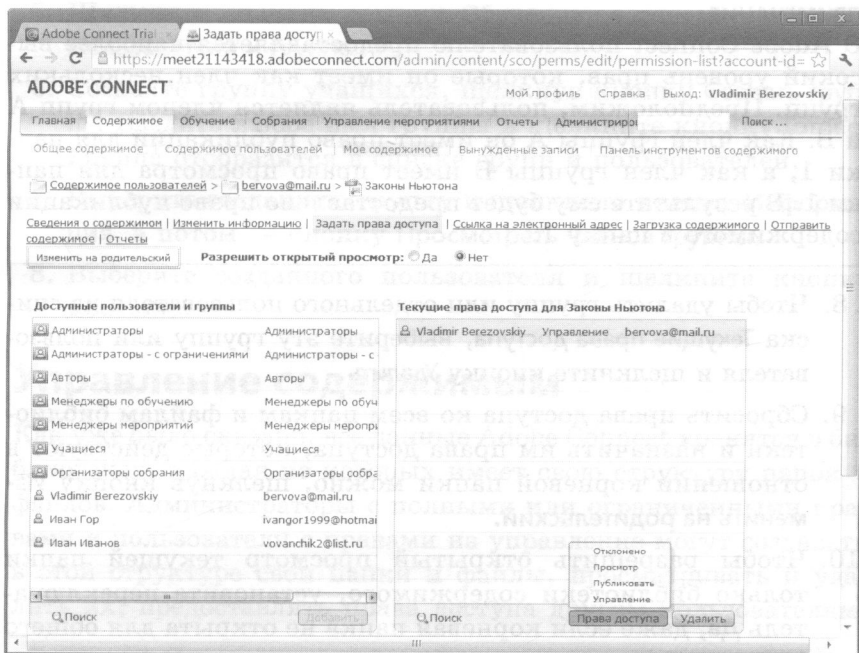 Adobe Connect Trial × Задать права доступ ×
https://meet21143418.adobeconnect.com/admin/content/sco/perms/edit/permission-list?account-id=
ADOBE® CONNECT™ Мой профиль Справка Выход: Vladimir Berezovskiy
Главная Содержимое Обучение Собрания Управление мероприятиями Отчеты Администриро Поиск ...
Общее содержимое Содержимое пользователей | Мое содержимое Вынужденные записи Панель инструментов содержимого
Содержимое пользователей > bervova@mail.ru > Законы Ньютона
Сведения о содержимом | Изменить информацию | Задать права доступа | Ссылка на электронный адрес | Загрузка содержимого | Отправить
содержимое | Отчеты
Изменить на родительский Разрешить открытый просмотр: Да Нет
Доступные пользователи и группы Текущие права доступа для Законы Ньютона
Администраторы Администраторы Vladimir Berezovskiy Управление bervova@mail.ru
Администраторы - с ограничениями Администраторы - с
Авторы Авторы
Менеджеры по обучению Менеджеры по обуч
Менеджеры мероприятий Менеджеры меропри
Учащиеся Учащиеся
Организаторы собрания Организаторы собра
Vladimir Berezovskiy bervova@mail.ru
Иван Гор ivangor1999@hotmai
Иван Иванов vovanchik2@list.ru
Отклонено
Просмотр
Публиковать
Управление
Поиск Добавить Поиск Права доступа Удалить